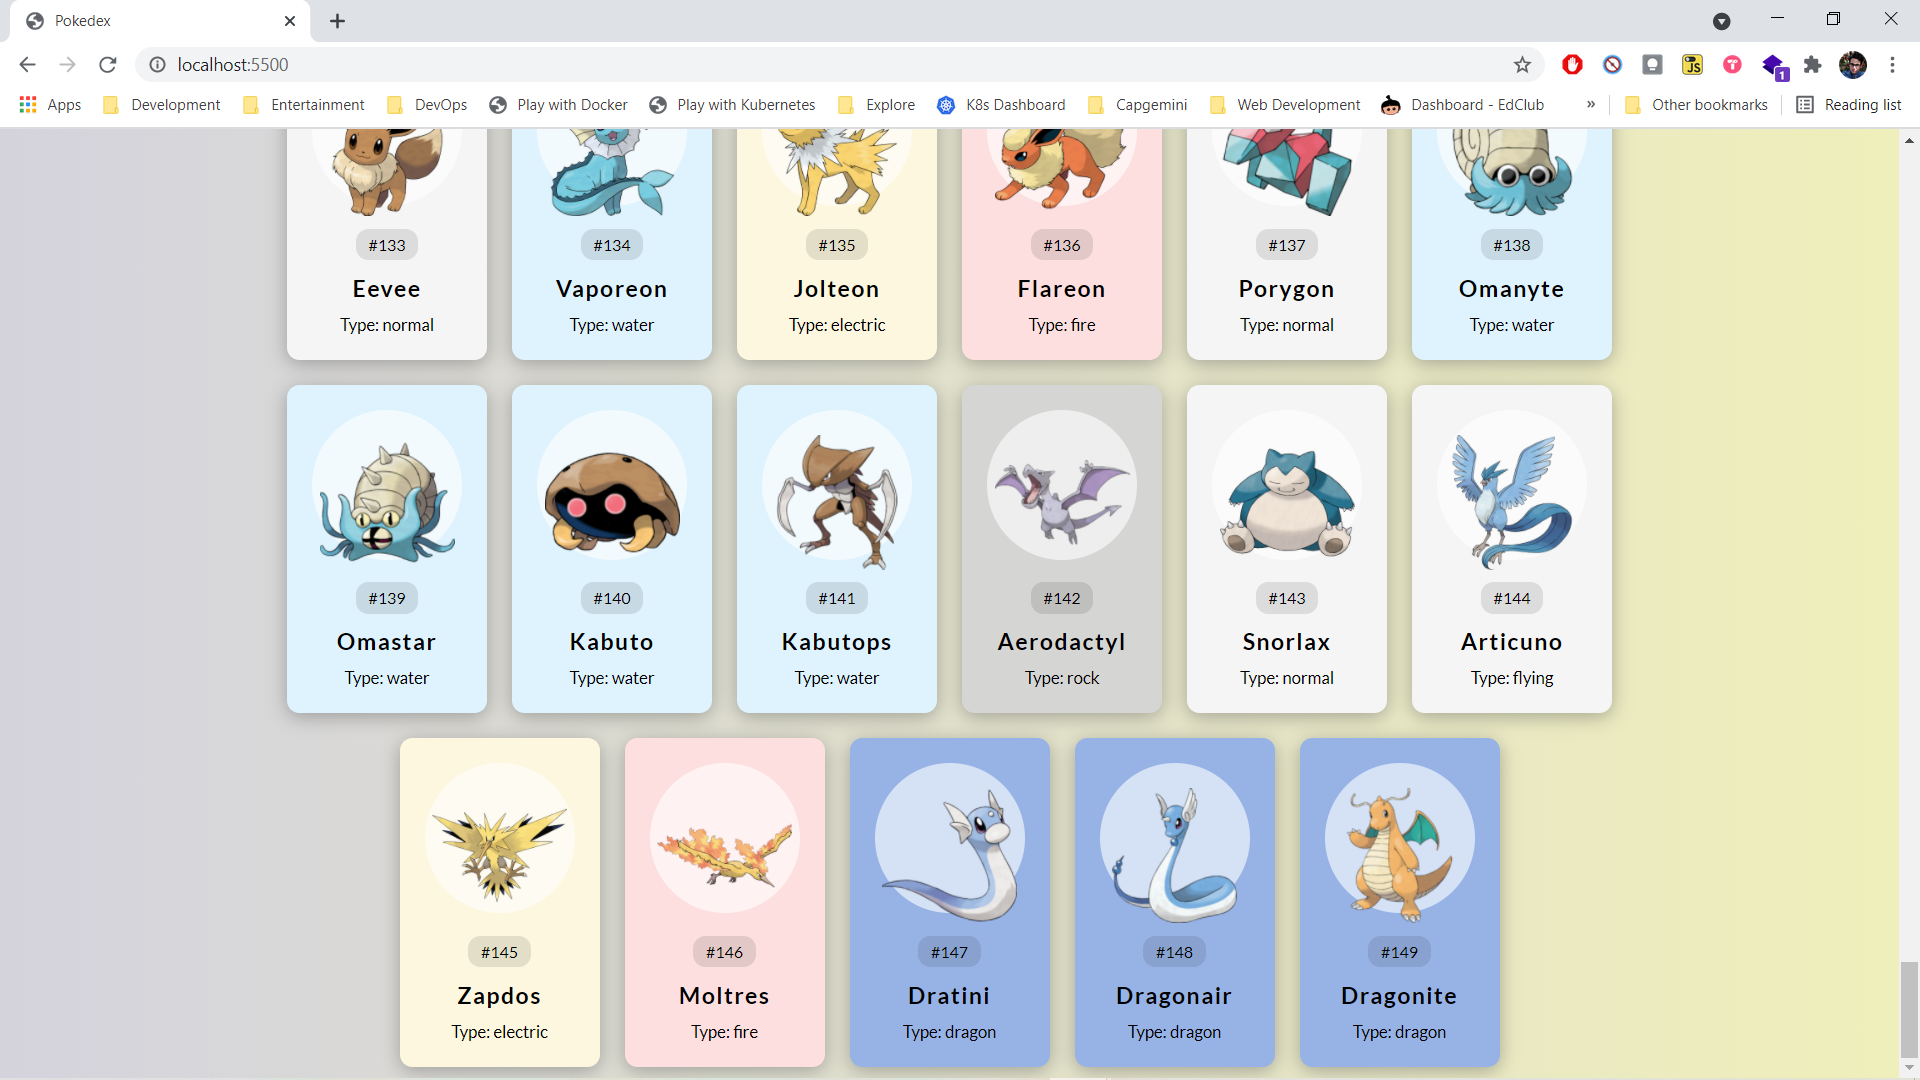 Pokedex
localhost:5500
JS
1
Apps Development Entertainment DevOps Play with Docker Play with Kubernetes Explore K8s Dashboard Capgemini Web Development Dashboard - EdClub » Other bookmarks Reading list
#133 #134 #135 #136 #137 #138
Eevee Vaporeon Jolteon Flareon Porygon Omanyte
Type: normal Type: water Type: electric Type: fire Type: normal Type: water
#139 #140 #141 #142 #143 #144
Omastar Kabuto Kabutops Aerodactyl Snorlax Articuno
Type: water Type: water Type: water Type: rock Type: normal Type: flying
#145 #146 #147 #148 #149
Zapdos Moltres Dratini Dragonair Dragonite
Type: electric Type: fire Type: dragon Type: dragon Type: dragon